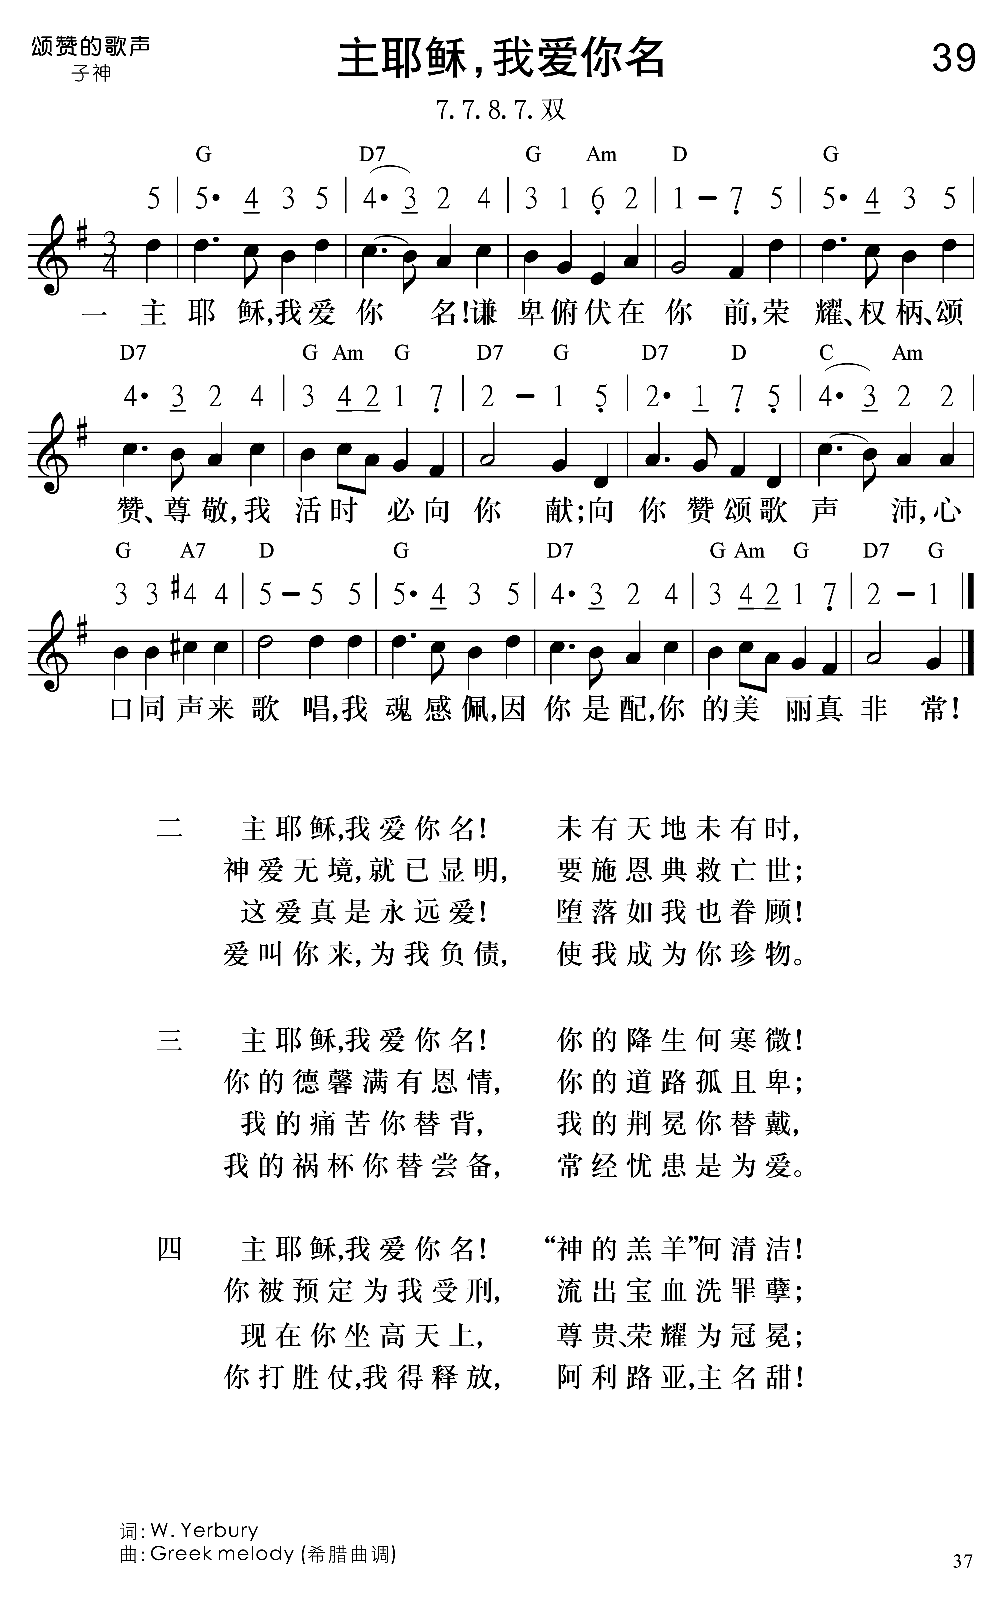 颂赞的歌声
子神
主耶稣，我爱你名
39
7. 7. 8. 7. 双
G D7 G Am D G
5 | 5· 4 3 5 | 4· 3 2 4 | 3 1 6 2 | 1 – 7 5 | 5· 4 3 5 |
3/4
一 主 耶 稣,我 爱 你 名!谦 卑 俯 伏 在 你 前,荣 耀、权 柄、颂
D7 G Am G D7 G D7 D C Am
4· 3 2 4 | 3 4 2 1 7 | 2 – 1 5 | 2· 1 7 5 | 4· 3 2 2 |
赞、尊 敬,我 活 时 必 向 你 献;向 你 赞 颂 歌 声 沛,心
G A7 D G D7 G Am G D7 G
3 3 #4 4 | 5 – 5 5 | 5· 4 3 5 | 4· 3 2 4 | 3 4 2 1 7 | 2 – 1 ‖
口 同 声 来 歌 唱,我 魂 感 佩,因 你 是 配,你 的 美 丽 真 非 常!
二 主耶稣,我爱你名! 未有天地未有时,
神爱无境,就已显明, 要施恩典救亡世;
这爱真是永远爱! 堕落如我也眷顾!
爱叫你来,为我负债, 使我成为你珍物。
三 主耶稣,我爱你名! 你的降生何寒微!
你的德馨满有恩情, 你的道路孤且卑;
我的痛苦你替背, 我的荆冕你替戴,
我的祸杯你替尝备, 常经忧患是为爱。
四 主耶稣,我爱你名! “神的羔羊”何清洁!
你被预定为我受刑, 流出宝血洗罪孽;
现在你坐高天上, 尊贵、荣耀为冠冕;
你打胜仗,我得释放, 阿利路亚,主名甜!
词: W. Yerbury
曲: Greek melody (希腊曲调)
37